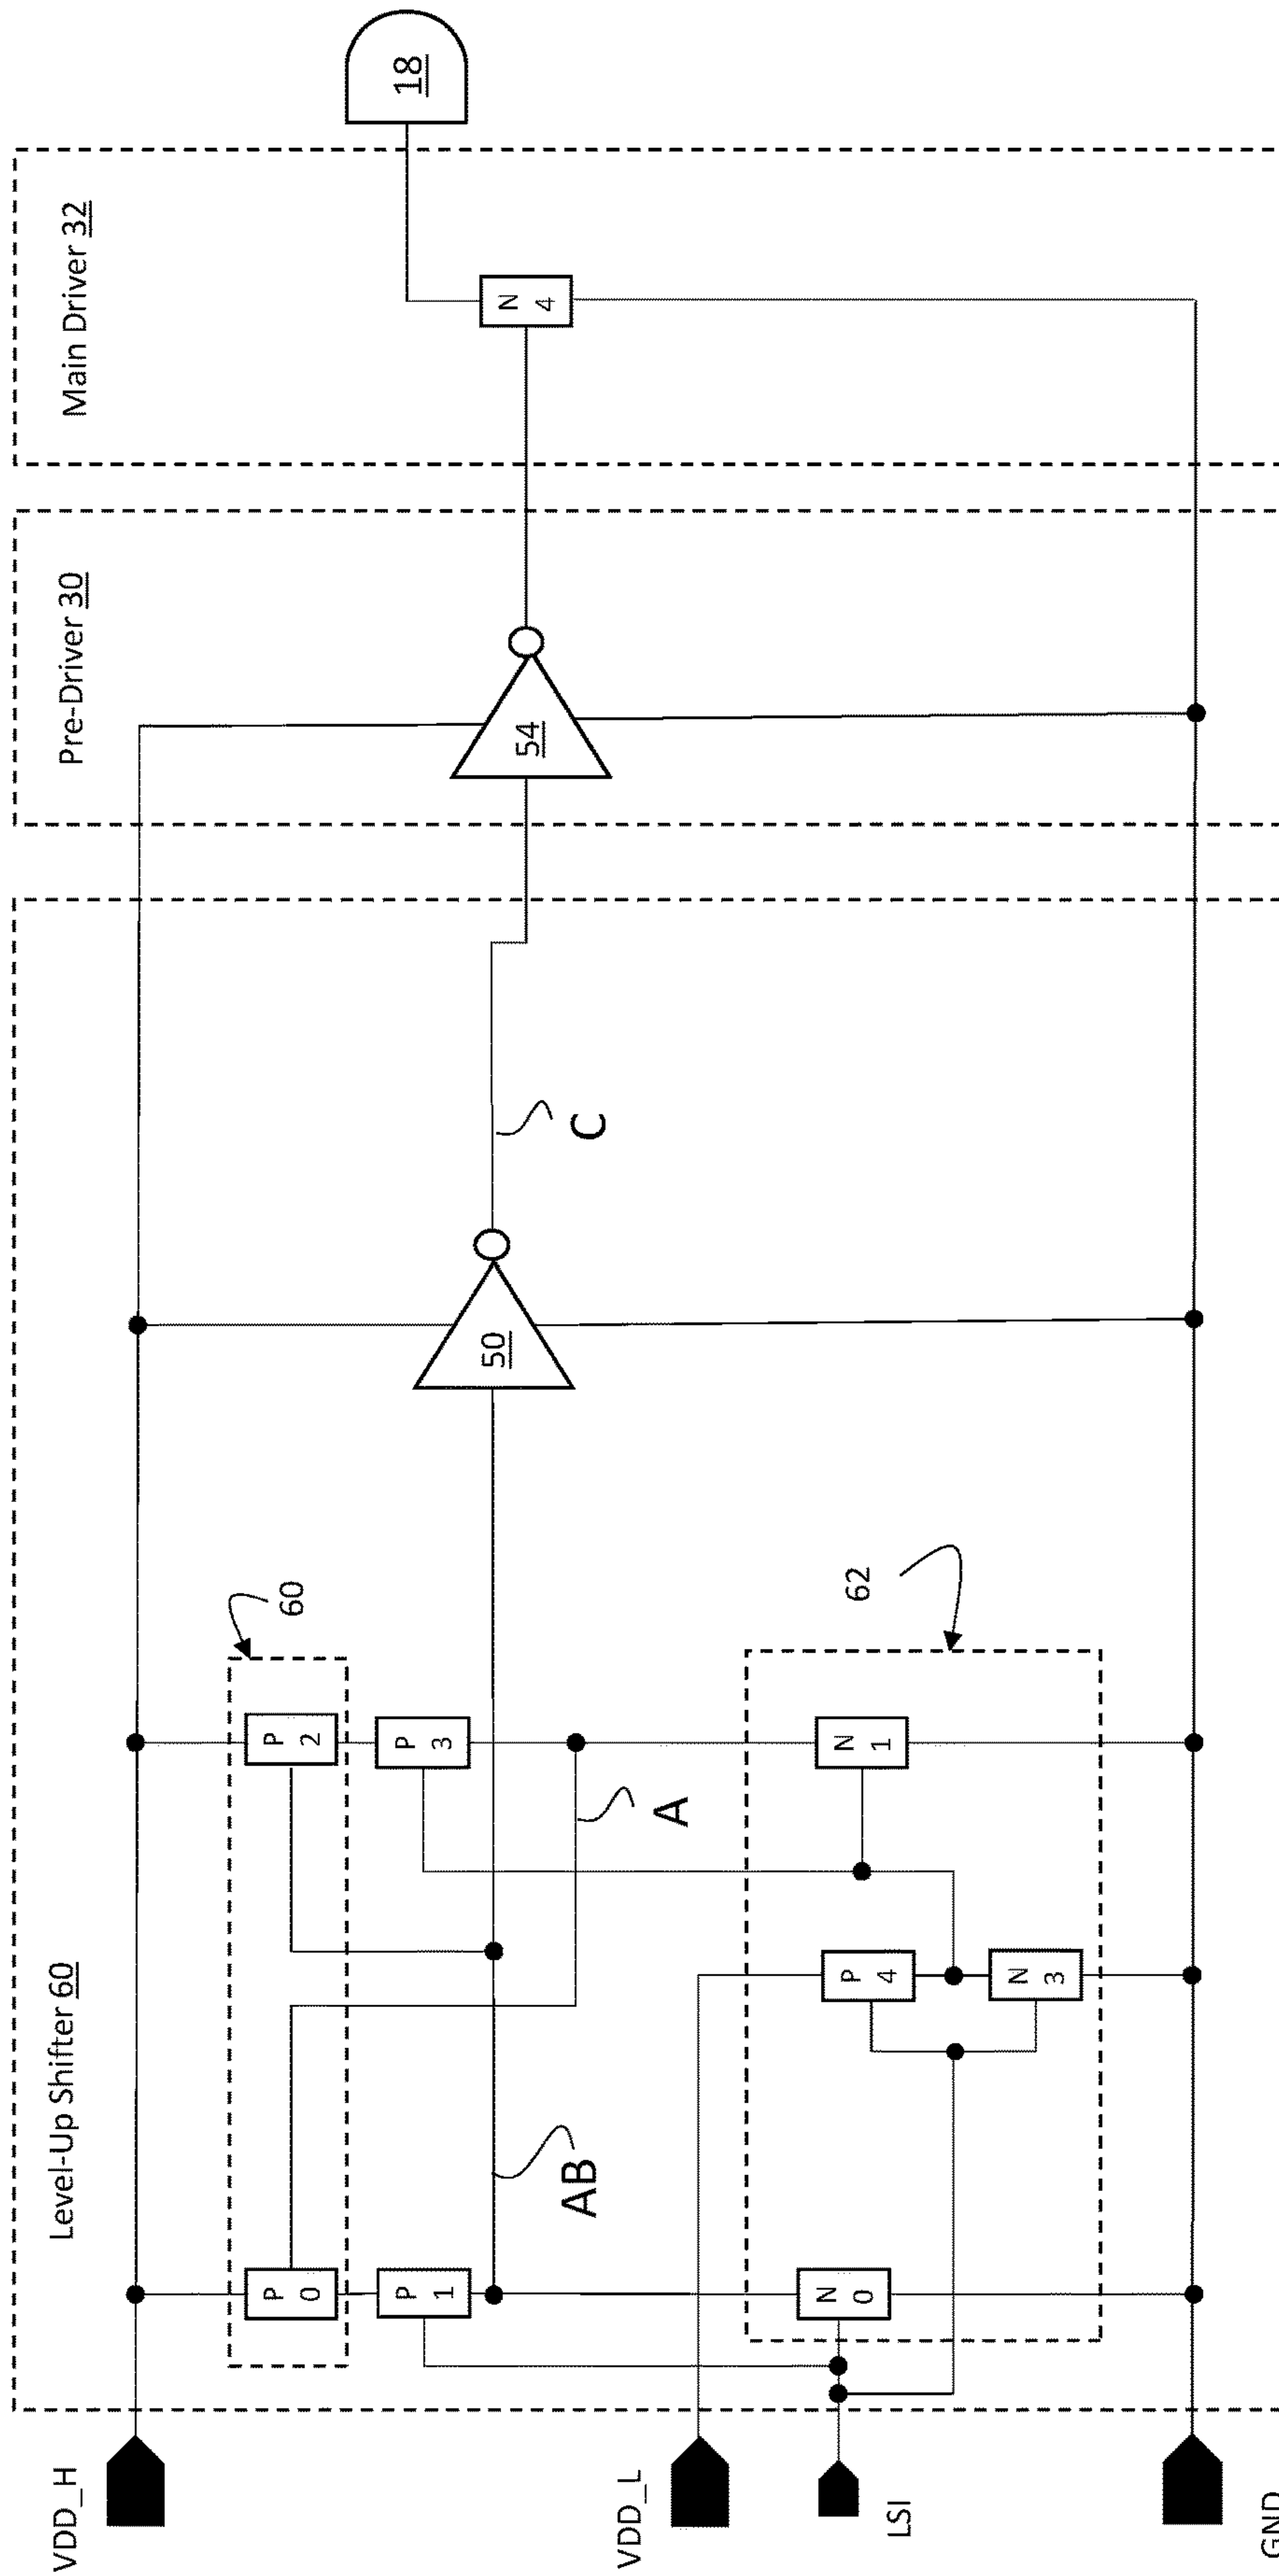 Level-Up Shifter 60
Pre-Driver 30
Main Driver 32
VDD_H
P 0
P 2
60
P 1
P 3
AB
A
50
C
54
N 4
18
VDD_L
62
LSI
N 0
P 4
N 3
N 1
GND